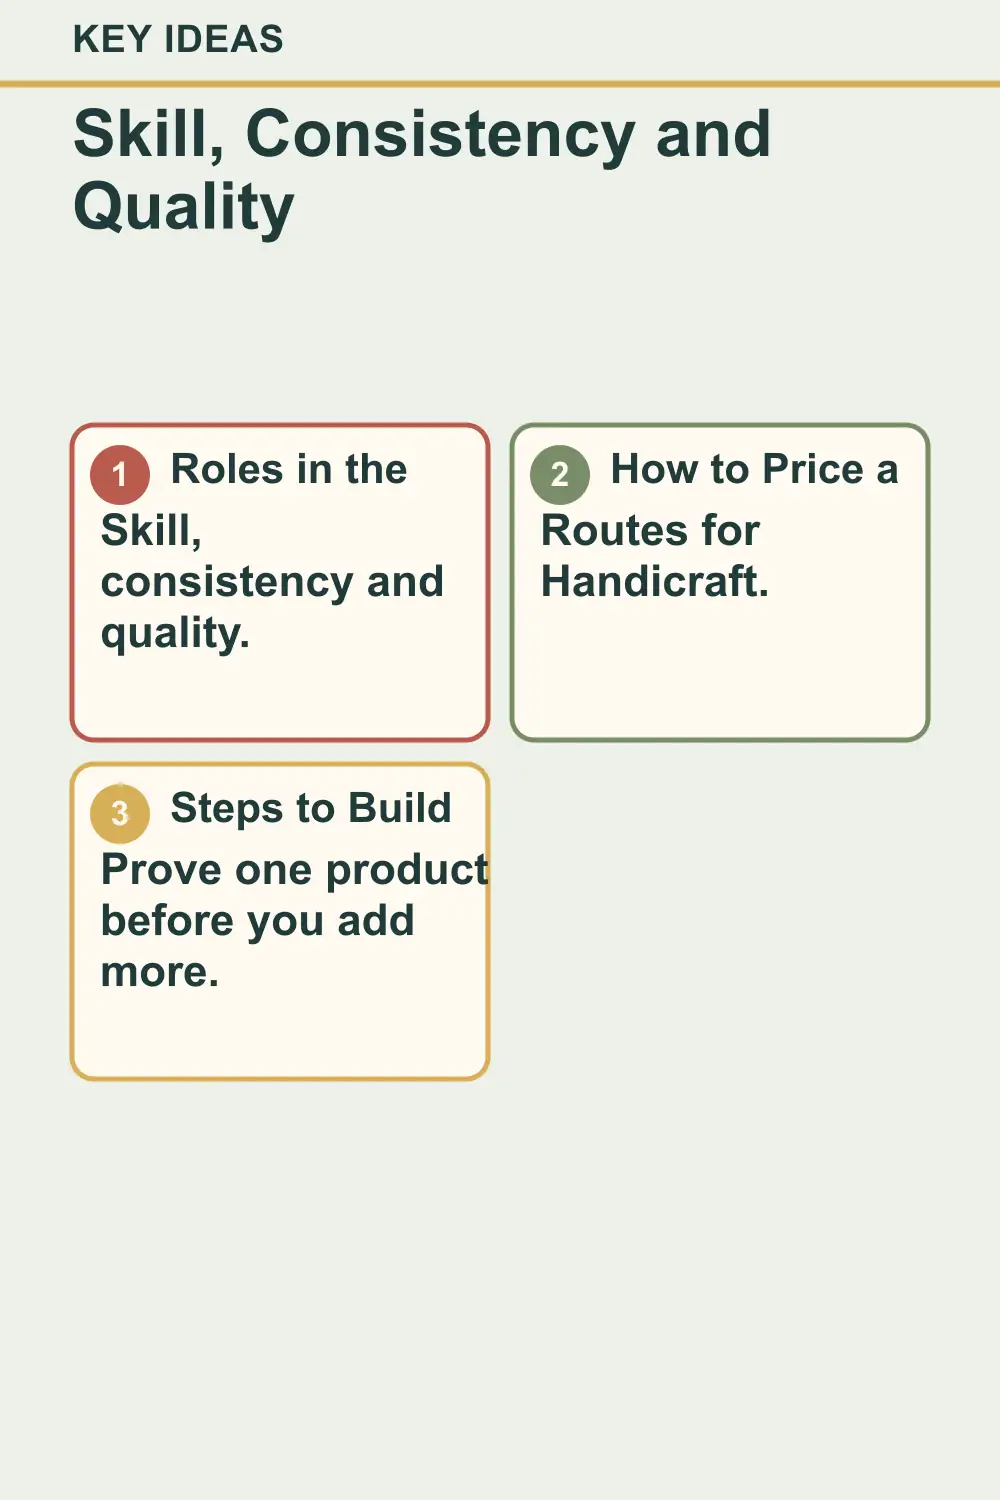 KEY IDEAS
Skill, Consistency and
Quality
1 Roles in the
Skill,
consistency and
quality.
2 How to Price a
Routes for
Handicraft.
3 Steps to Build
Prove one product
before you add
more.